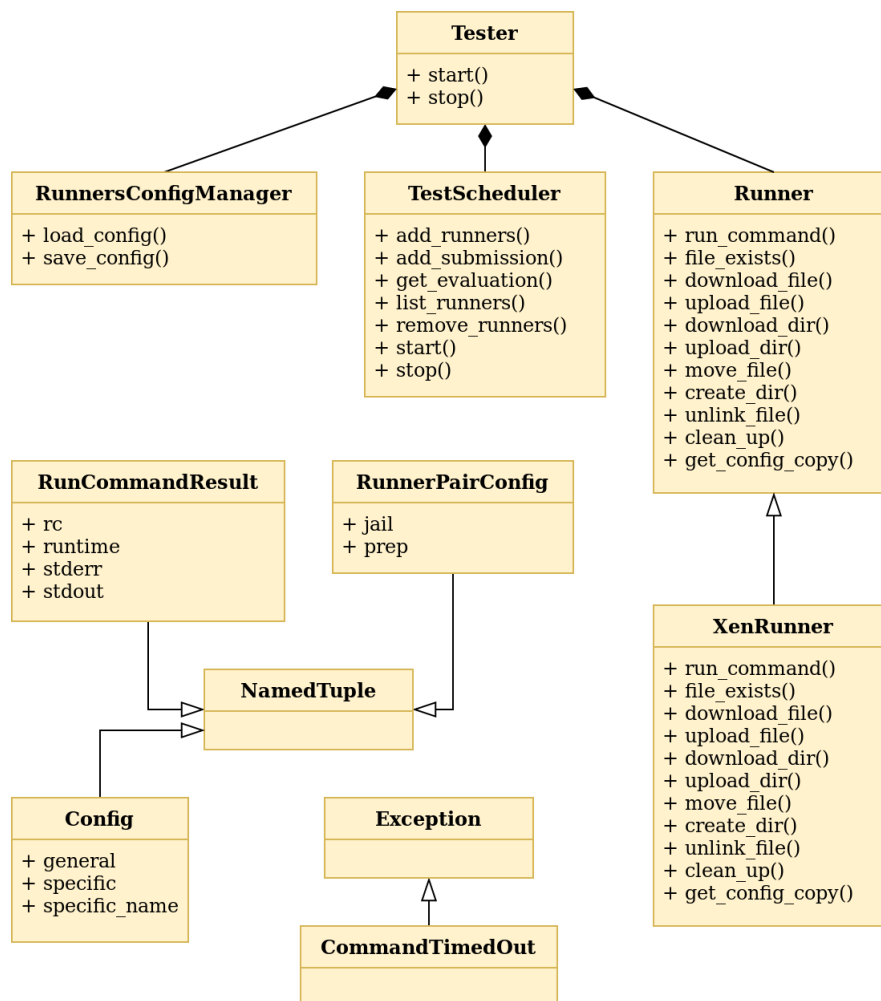 Tester
+ start()
+ stop()
RunnersConfigManager
+ load_config()
+ save_config()
TestScheduler
+ add_runners()
+ add_submission()
+ get_evaluation()
+ list_runners()
+ remove_runners()
+ start()
+ stop()
Runner
+ run_command()
+ file_exists()
+ download_file()
+ upload_file()
+ download_dir()
+ upload_dir()
+ move_file()
+ create_dir()
+ unlink_file()
+ clean_up()
+ get_config_copy()
RunCommandResult
+ rc
+ runtime
+ stderr
+ stdout
RunnerPairConfig
+ jail
+ prep
NamedTuple
XenRunner
+ run_command()
+ file_exists()
+ download_file()
+ upload_file()
+ download_dir()
+ upload_dir()
+ move_file()
+ create_dir()
+ unlink_file()
+ clean_up()
+ get_config_copy()
Config
+ general
+ specific
+ specific_name
Exception
CommandTimedOut